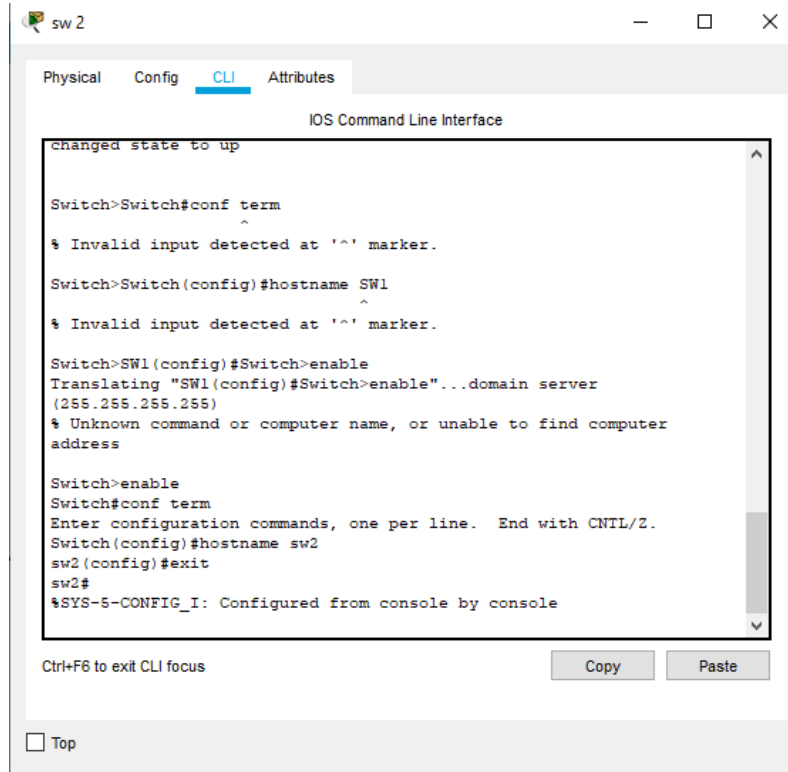 sw 2
Physical Config CLI Attributes
IOS Command Line Interface
changed state to up
Switch>Switch#conf term
^
% Invalid input detected at '^' marker.
Switch>Switch(config)#hostname SW1
^
% Invalid input detected at '^' marker.
Switch>SW1(config)#Switch>enable
Translating "SW1(config)#Switch>enable"...domain server
(255.255.255.255)
% Unknown command or computer name, or unable to find computer
address
Switch>enable
Switch#conf term
Enter configuration commands, one per line.  End with CNTL/Z.
Switch(config)#hostname sw2
sw2(config)#exit
sw2#
%SYS-5-CONFIG_I: Configured from console by console
Ctrl+F6 to exit CLI focus
Copy
Paste
Top